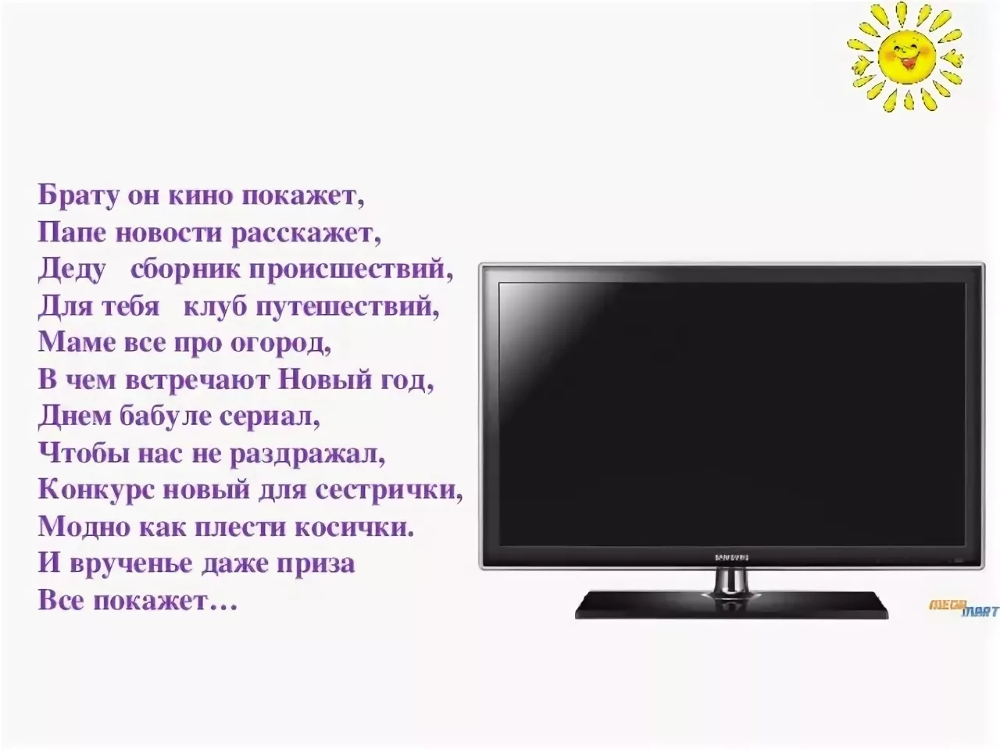 Брату он кино покажет,
Папе новости расскажет,
Деду сборник происшествий,
Для тебя клуб путешествий,
Маме все про огород,
В чем встречают Новый год,
Днем бабуле сериал,
Чтобы нас не раздражал,
Конкурс новый для сестрички,
Модно как плести косички.
И врученье даже приза
Все покажет…
SAMSUNG
MEGA
MART